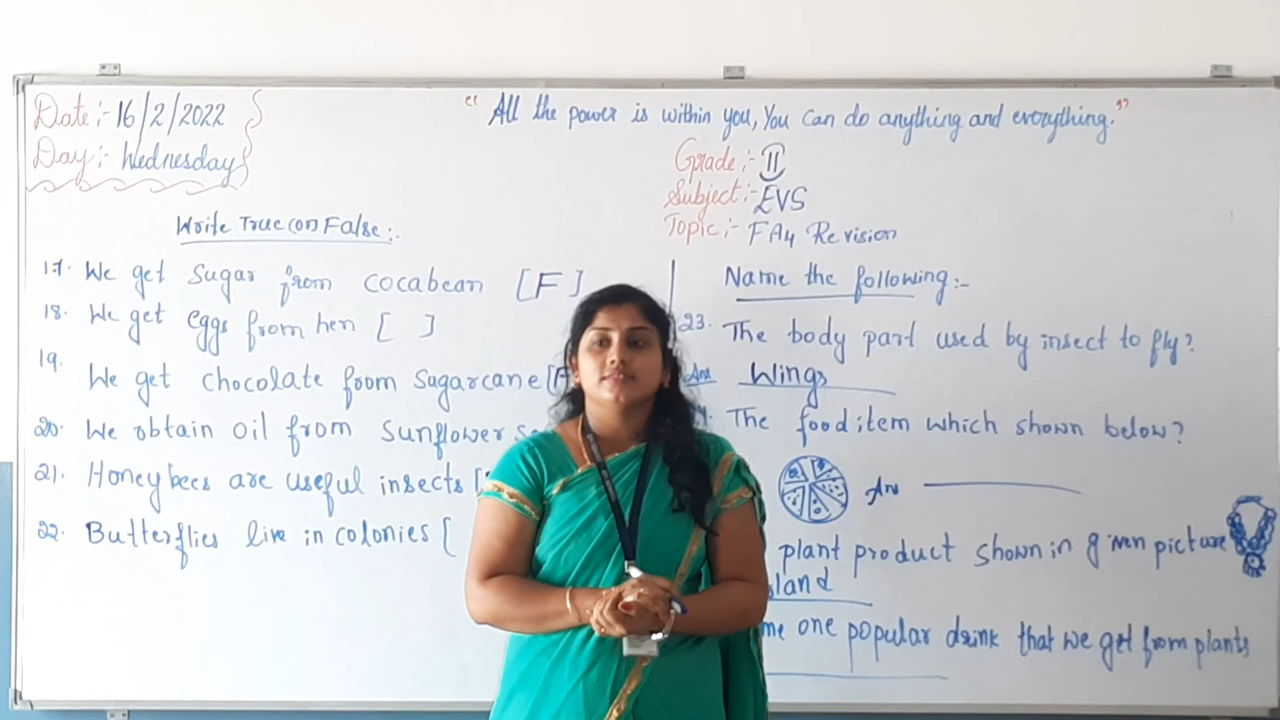 Date :- 16/2/2022
Day :- Wednesday
"All the power is within you, You can do anything and everything."
Grade :- II
Subject :- EVS
Topic :- FA4 Revision
Write True (or) False :-
17. We get Sugar from cocabean [F]
18. We get eggs from hen [ ]
19. We get chocolate from Sugarcane [F
20. We obtain oil from Sunflower
21. Honeybees are useful insects [
22. Butterflies live in colonies [
Name the following :-
23. The body part used by insect to fly?
Ans Wings
The food item which shown below?
Ans
plant product shown in given picture
land
one popular drink that we get from plants